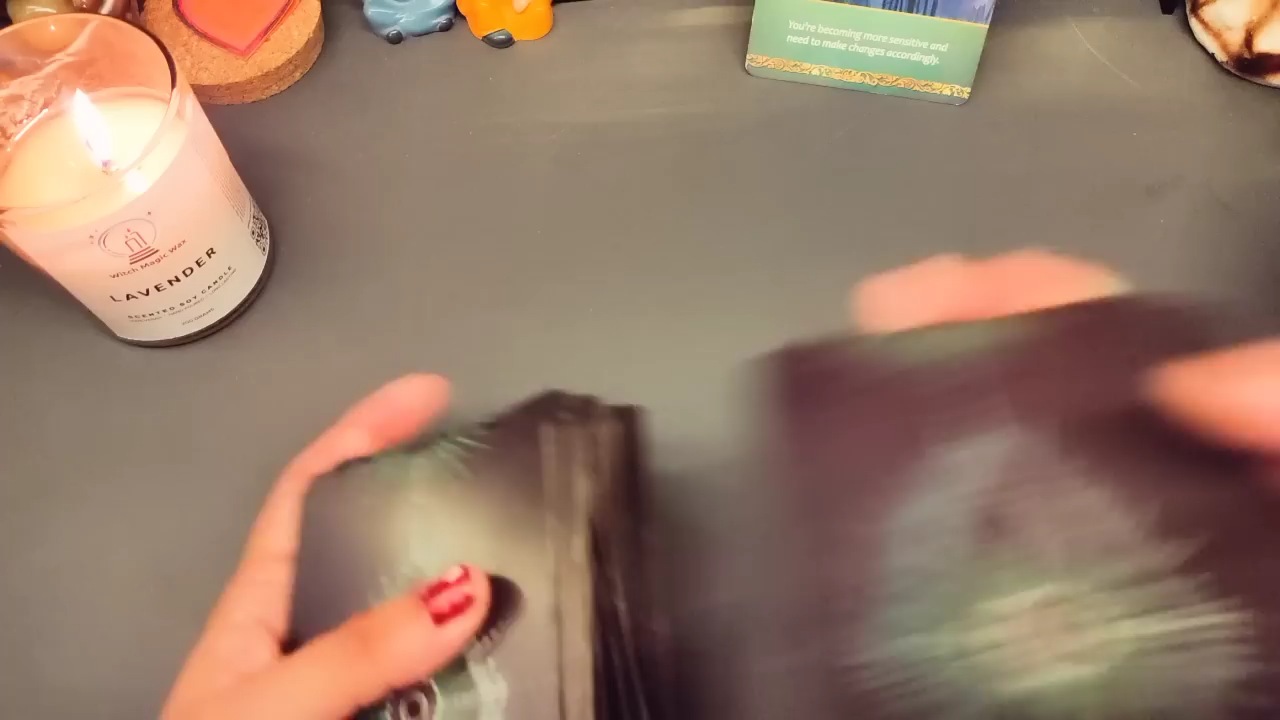 You're becoming more sensitive and
need to make changes accordingly.
Witch Magic Wax
LAVENDER
SCENTED SOY CANDLE